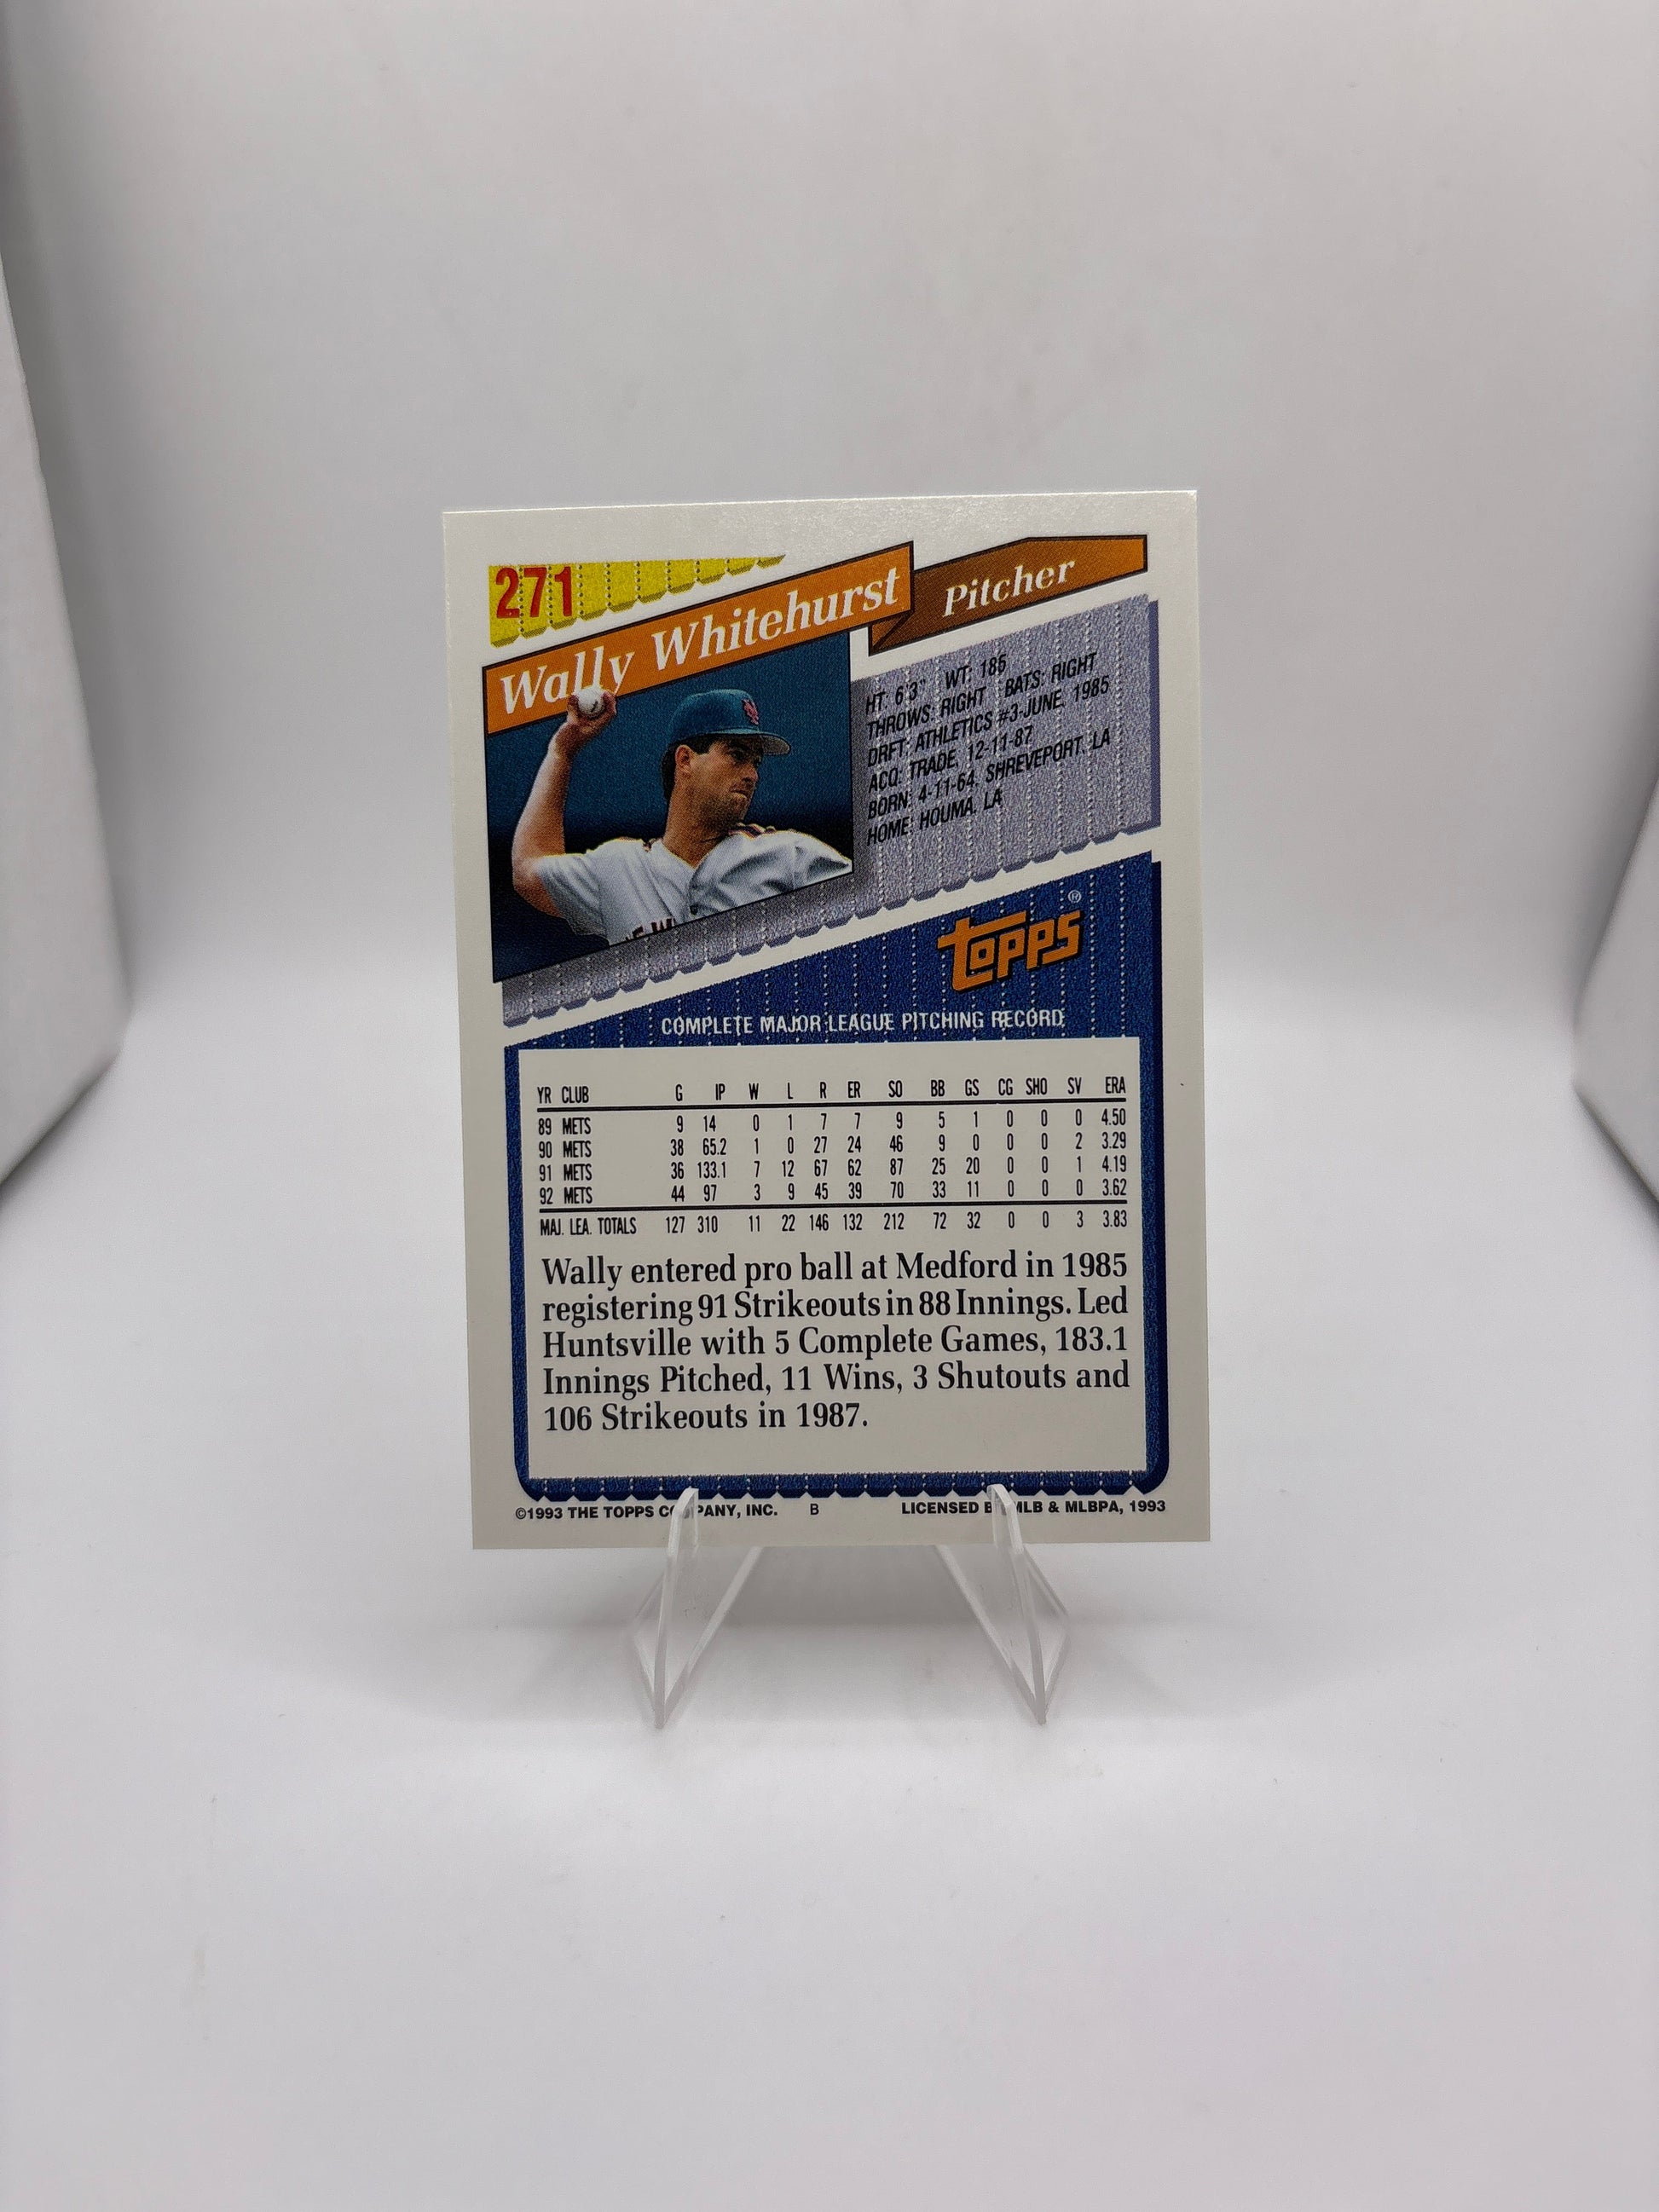 271
Wally Whitehurst
Pitcher
HT: 6'3" WT: 185
THROWS: RIGHT BATS: RIGHT
DRFT: ATHLETICS #3-JUNE, 1985
ACQ: TRADE, 12-11-87
BORN: 4-11-64, SHREVEPORT, LA
HOME: HOUMA, LA
topps®
COMPLETE MAJOR LEAGUE PITCHING RECORD
YR CLUB G IP W L R ER SO BB GS CG SHO SV ERA
89 METS 9 14 0 1 7 7 9 5 1 0 0 0 4.50
90 METS 38 65.2 1 0 27 24 46 9 0 0 0 2 3.29
91 METS 36 133.1 7 12 67 62 87 25 20 0 0 1 4.19
92 METS 44 97 3 9 45 39 70 33 11 0 0 0 3.62
MAJ. LEA. TOTALS 127 310 11 22 146 132 212 72 32 0 0 3 3.83
Wally entered pro ball at Medford in 1985
registering 91 Strikeouts in 88 Innings. Led
Huntsville with 5 Complete Games, 183.1
Innings Pitched, 11 Wins, 3 Shutouts and
106 Strikeouts in 1987.
©1993 THE TOPPS COMPANY, INC. B LICENSED BY MLB & MLBPA, 1993